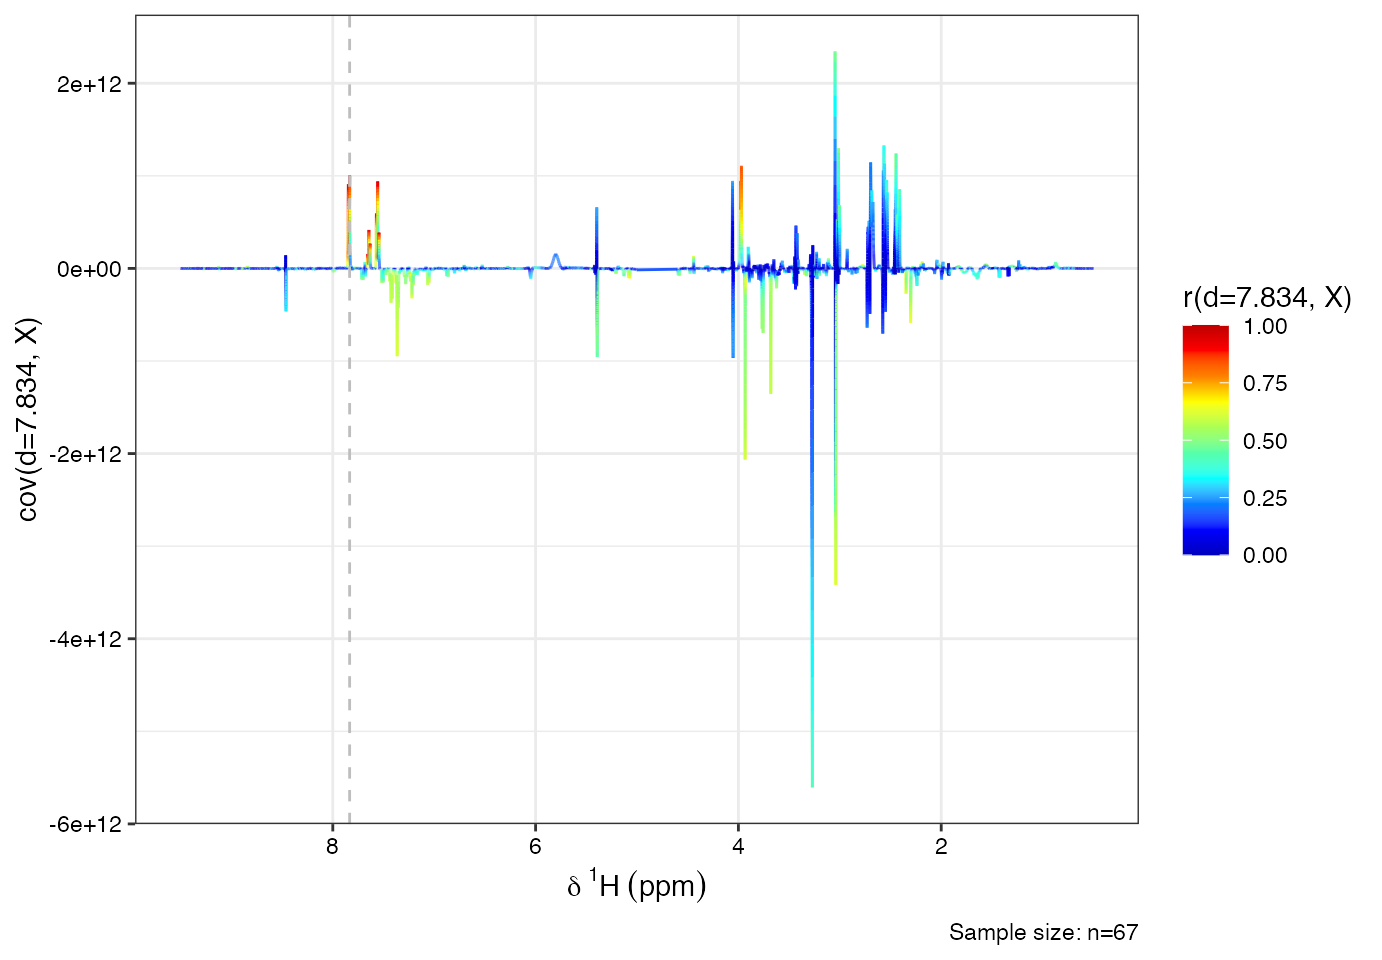 2e+12
0e+00
-2e+12
-4e+12
-6e+12
cov(d=7.834, X)
8 6 4 2
δ ¹H (ppm)
r(d=7.834, X)
1.00
0.75
0.50
0.25
0.00
Sample size: n=67